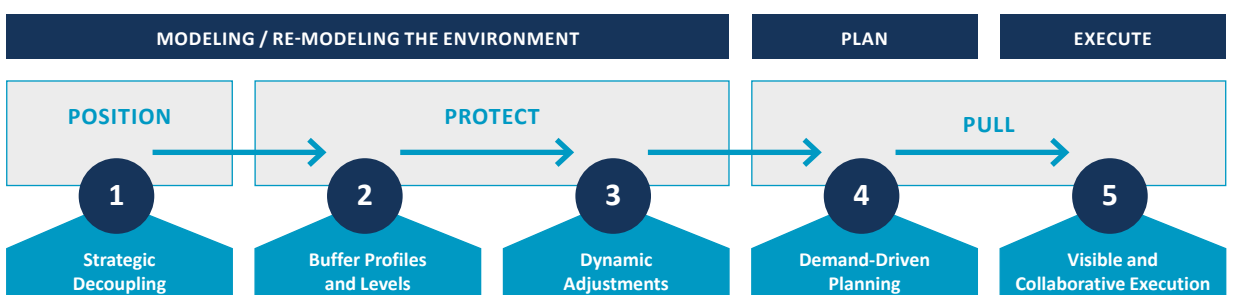 MODELING / RE-MODELING THE ENVIRONMENT
PLAN
EXECUTE
POSITION
PROTECT
PULL
1
2
3
4
5
Strategic
Decoupling
Buffer Profiles
and Levels
Dynamic
Adjustments
Demand-Driven
Planning
Visible and
Collaborative Execution